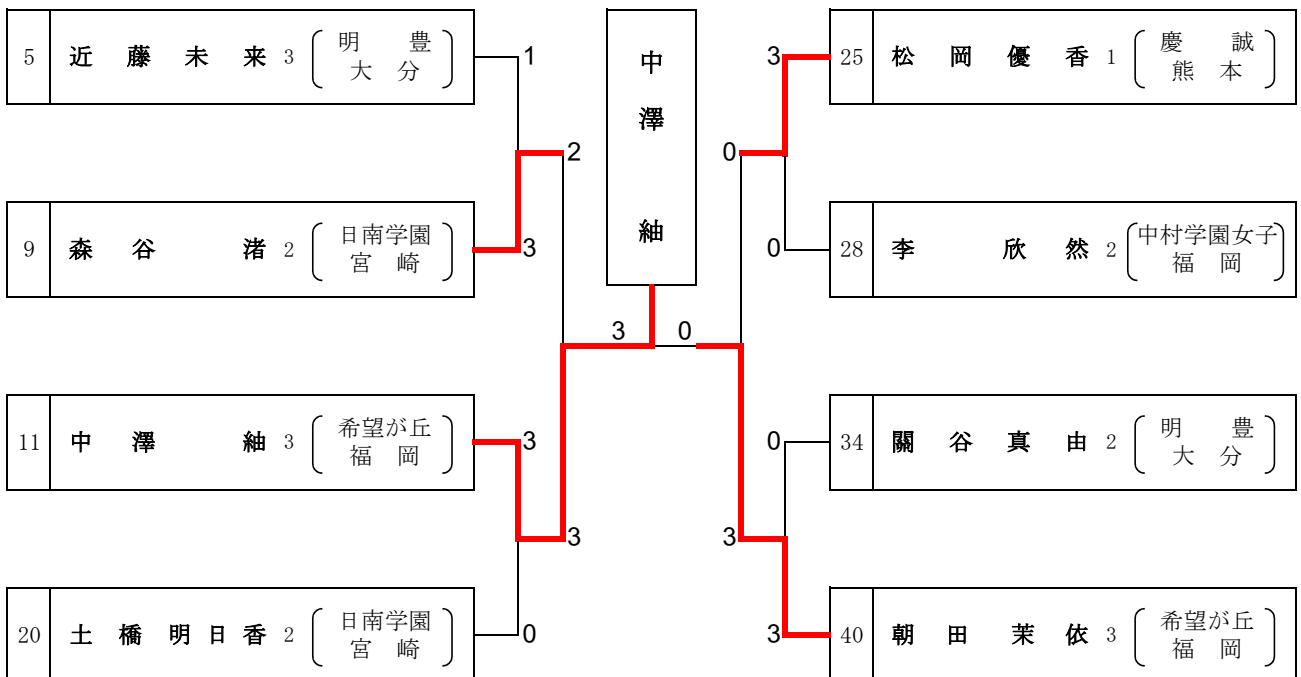 5 近藤未来 3 明豊
大分
1
2
9 森谷渚 2 日南学園
宮崎
3
11 中澤紬 3 希望が丘
福岡
3
3
20 土橋明日香 2 日南学園
宮崎
0
中澤紬
3 0
3
25 松岡優香 1 慶誠
熊本
0
0
28 李欣然 2 中村学園女子
福岡
0
34 關谷真由 2 明豊
大分
3
3
40 朝田茉依 3 希望が丘
福岡